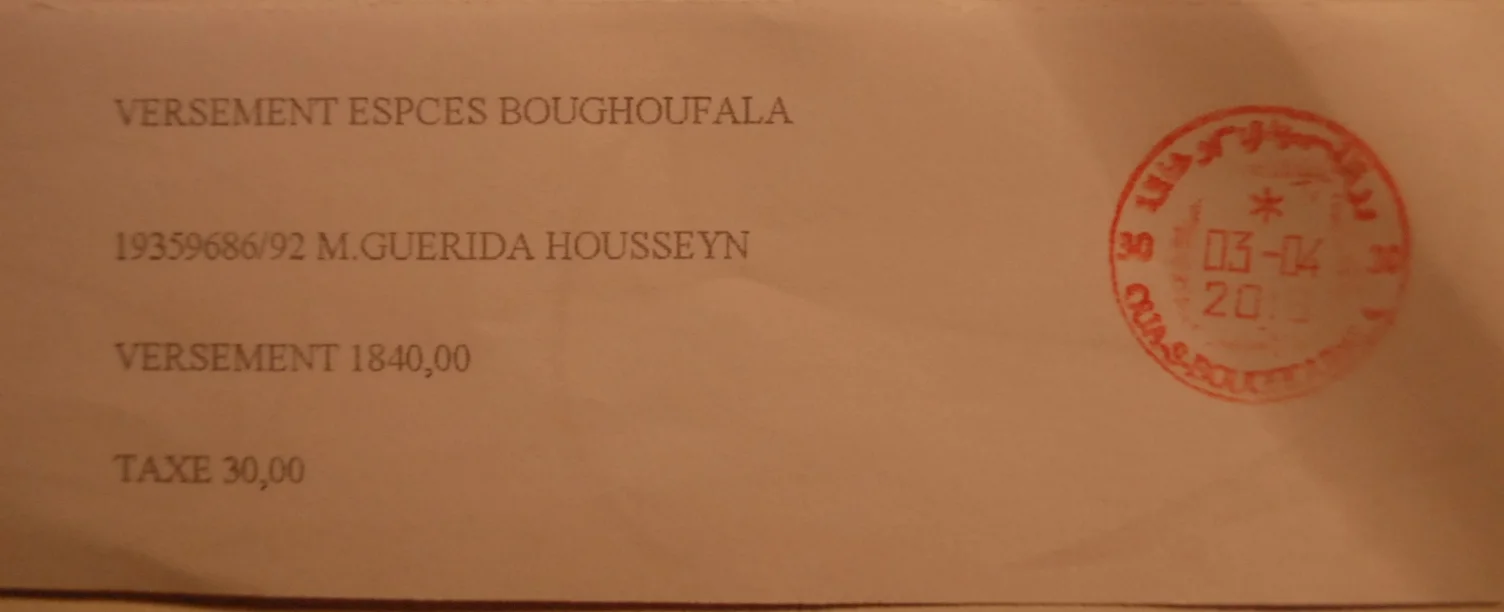 VERSEMENT ESPCES BOUGHOUFALA
19359686/92 M.GUERIDA HOUSSEYN
VERSEMENT 1840,00
TAXE 30,00
03-04